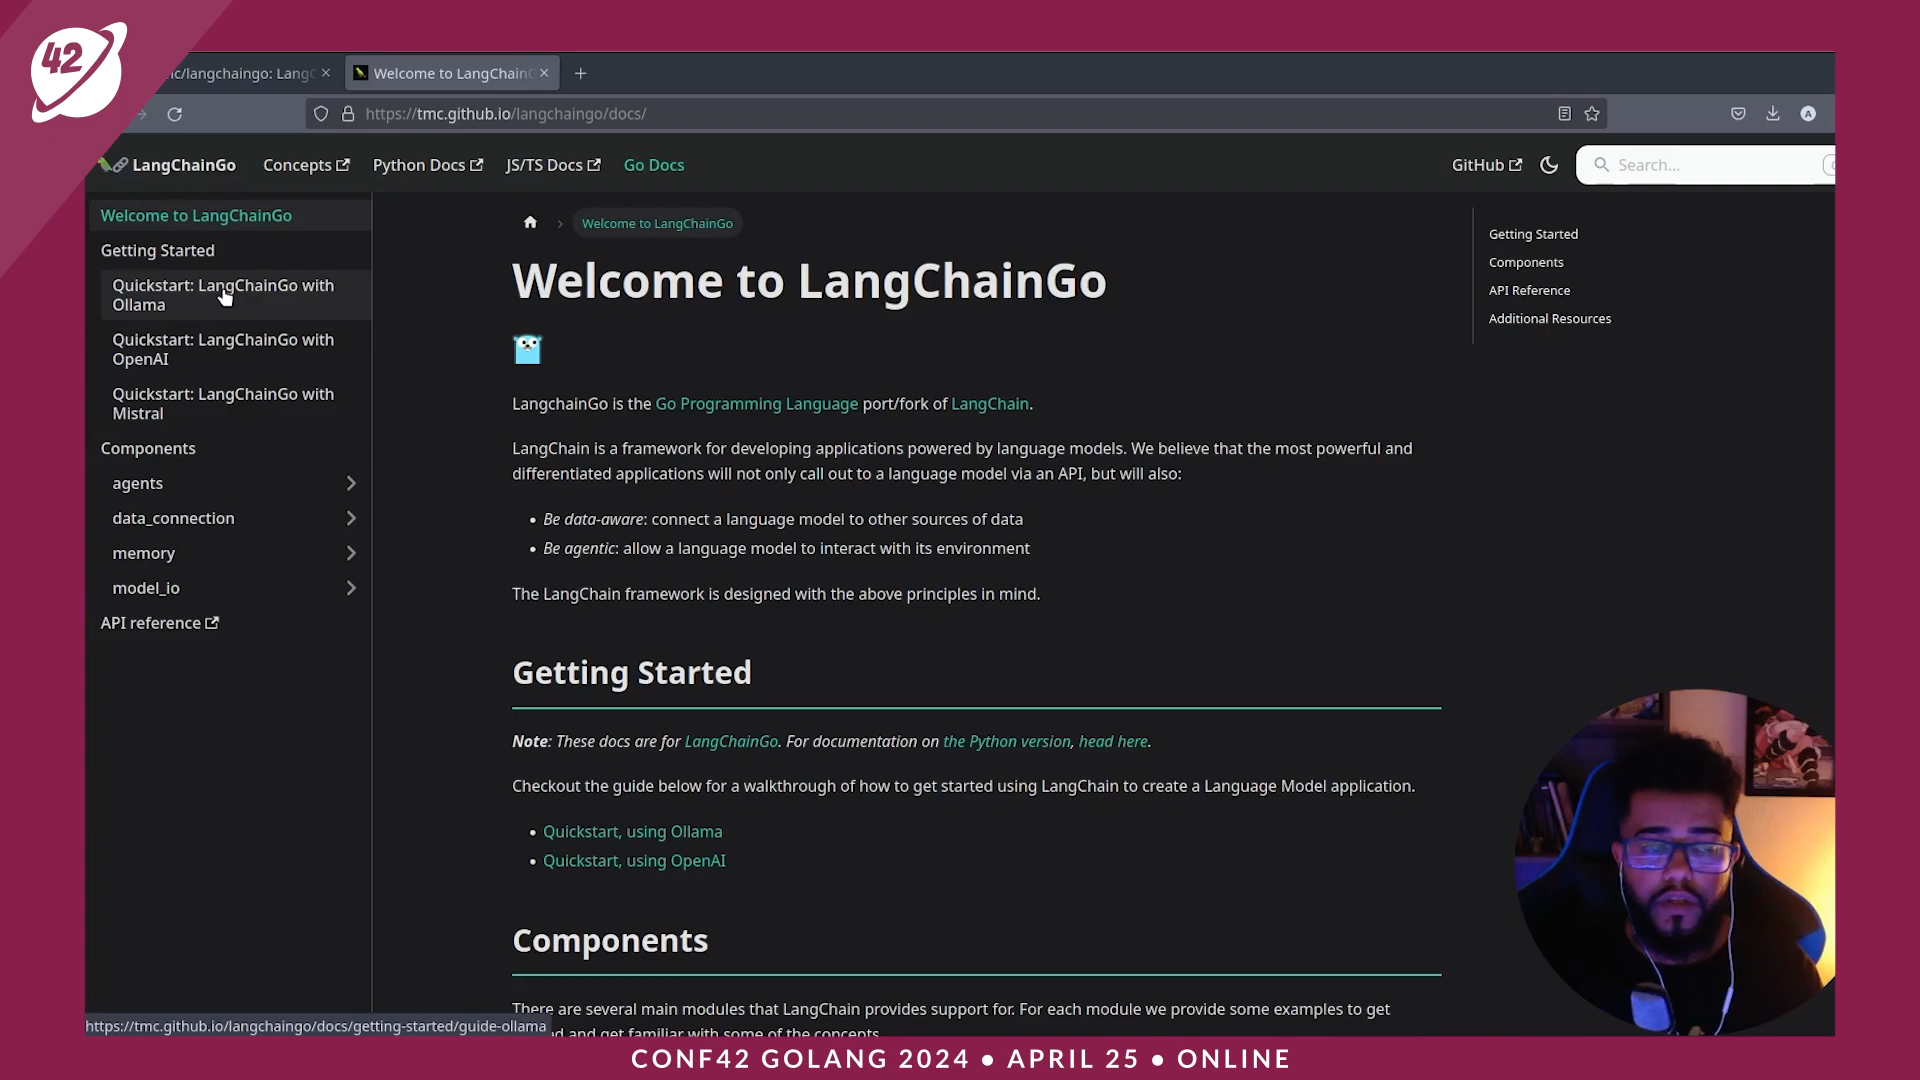 42
c/langchaingo: Lang
Welcome to LangChain
https://tmc.github.io/langchaingo/docs/
LangChainGo
Concepts
Python Docs
JS/TS Docs
Go Docs
GitHub
Search...
Welcome to LangChainGo
Getting Started
Quickstart: LangChainGo with
Ollama
Quickstart: LangChainGo with
OpenAI
Quickstart: LangChainGo with
Mistral
Components
agents
data_connection
memory
model_io
API reference
Welcome to LangChainGo
Welcome to LangChainGo
LangchainGo is the Go Programming Language port/fork of LangChain.
LangChain is a framework for developing applications powered by language models. We believe that the most powerful and
differentiated applications will not only call out to a language model via an API, but will also:
• Be data-aware: connect a language model to other sources of data
• Be agentic: allow a language model to interact with its environment
The LangChain framework is designed with the above principles in mind.
Getting Started
Note: These docs are for LangChainGo. For documentation on the Python version, head here.
Checkout the guide below for a walkthrough of how to get started using LangChain to create a Language Model application.
• Quickstart, using Ollama
• Quickstart, using OpenAI
Components
There are several main modules that LangChain provides support for. For each module we provide some examples to get
and get familiar with some of the concepts.
Getting Started
Components
API Reference
Additional Resources
A
https://tmc.github.io/langchaingo/docs/getting-started/guide-ollama
CONF42 GOLANG 2024 • APRIL 25 • ONLINE